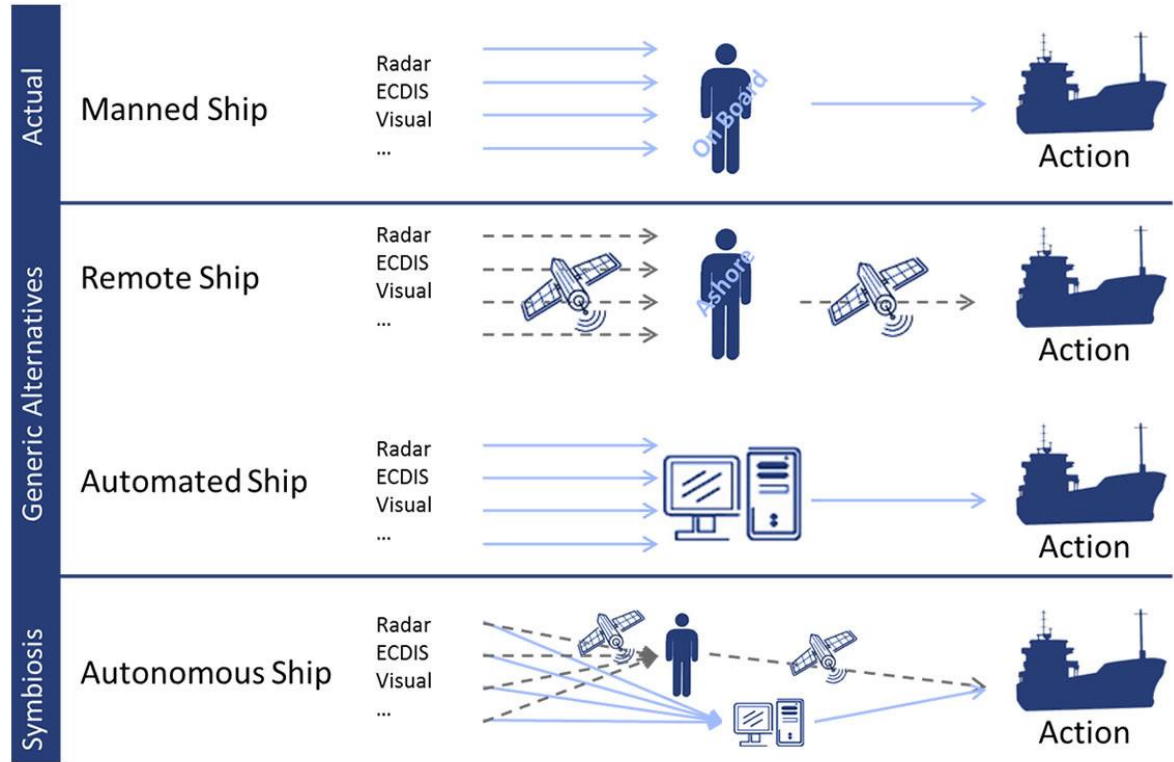 Actual
Manned Ship
Radar
ECDIS
Visual
...
On Board
Action
Generic Alternatives
Remote Ship
Radar
ECDIS
Visual
...
Ashore
Action
Automated Ship
Radar
ECDIS
Visual
...
Action
Symbiosis
Autonomous Ship
Radar
ECDIS
Visual
...
Action